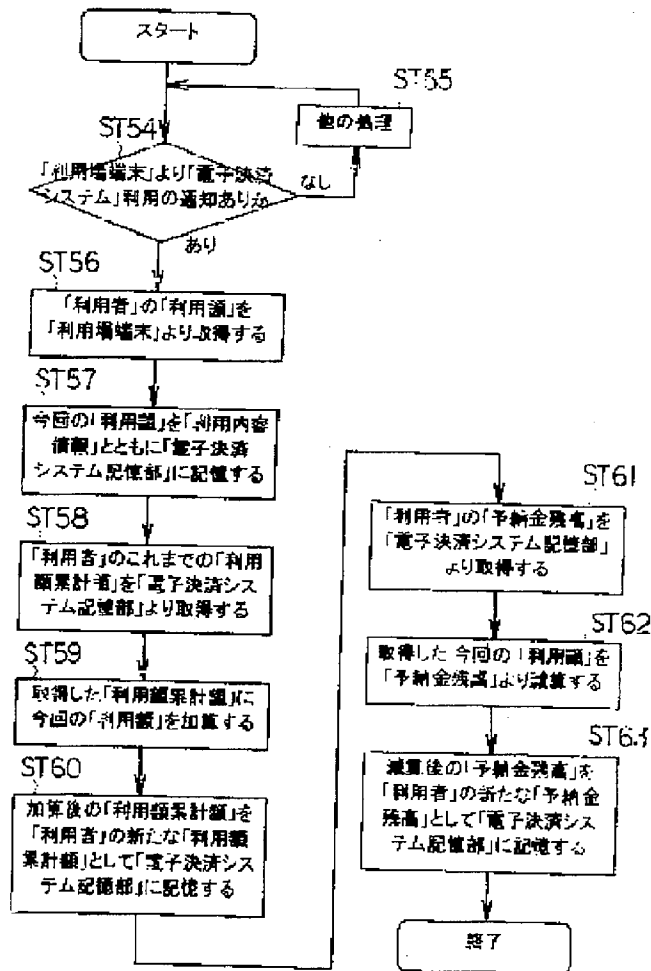 スタート
ST55
他の処理
ST54
「利用場端末」より「電子決済
システム」利用の通知ありか
なし
あり
ST56
「利用者」の「利用額」を
「利用場端末」より取得する
ST57
今回の「利用額」を「利用内容
情報」とともに「電子決済
システム記憶部」に記憶する
ST58
「利用者」のこれまでの「利用
額累計額」を「電子決済シス
テム記憶部」より取得する
ST59
取得した「利用額累計額」に
今回の「利用額」を加算する
ST60
加算後の「利用額累計額」を
「利用者」の新たな「利用額
累計額」として「電子決済シス
テム記憶部」に記憶する
ST61
「利用者」の「予納金残高」を
「電子決済システム記憶部」
より取得する
ST62
取得した今回の「利用額」を
「予納金残高」より減算する
ST63
減算後の「予納金残高」を
「利用者」の新たな「予納金
残高」として「電子決済シス
テム記憶部」に記憶する
終了